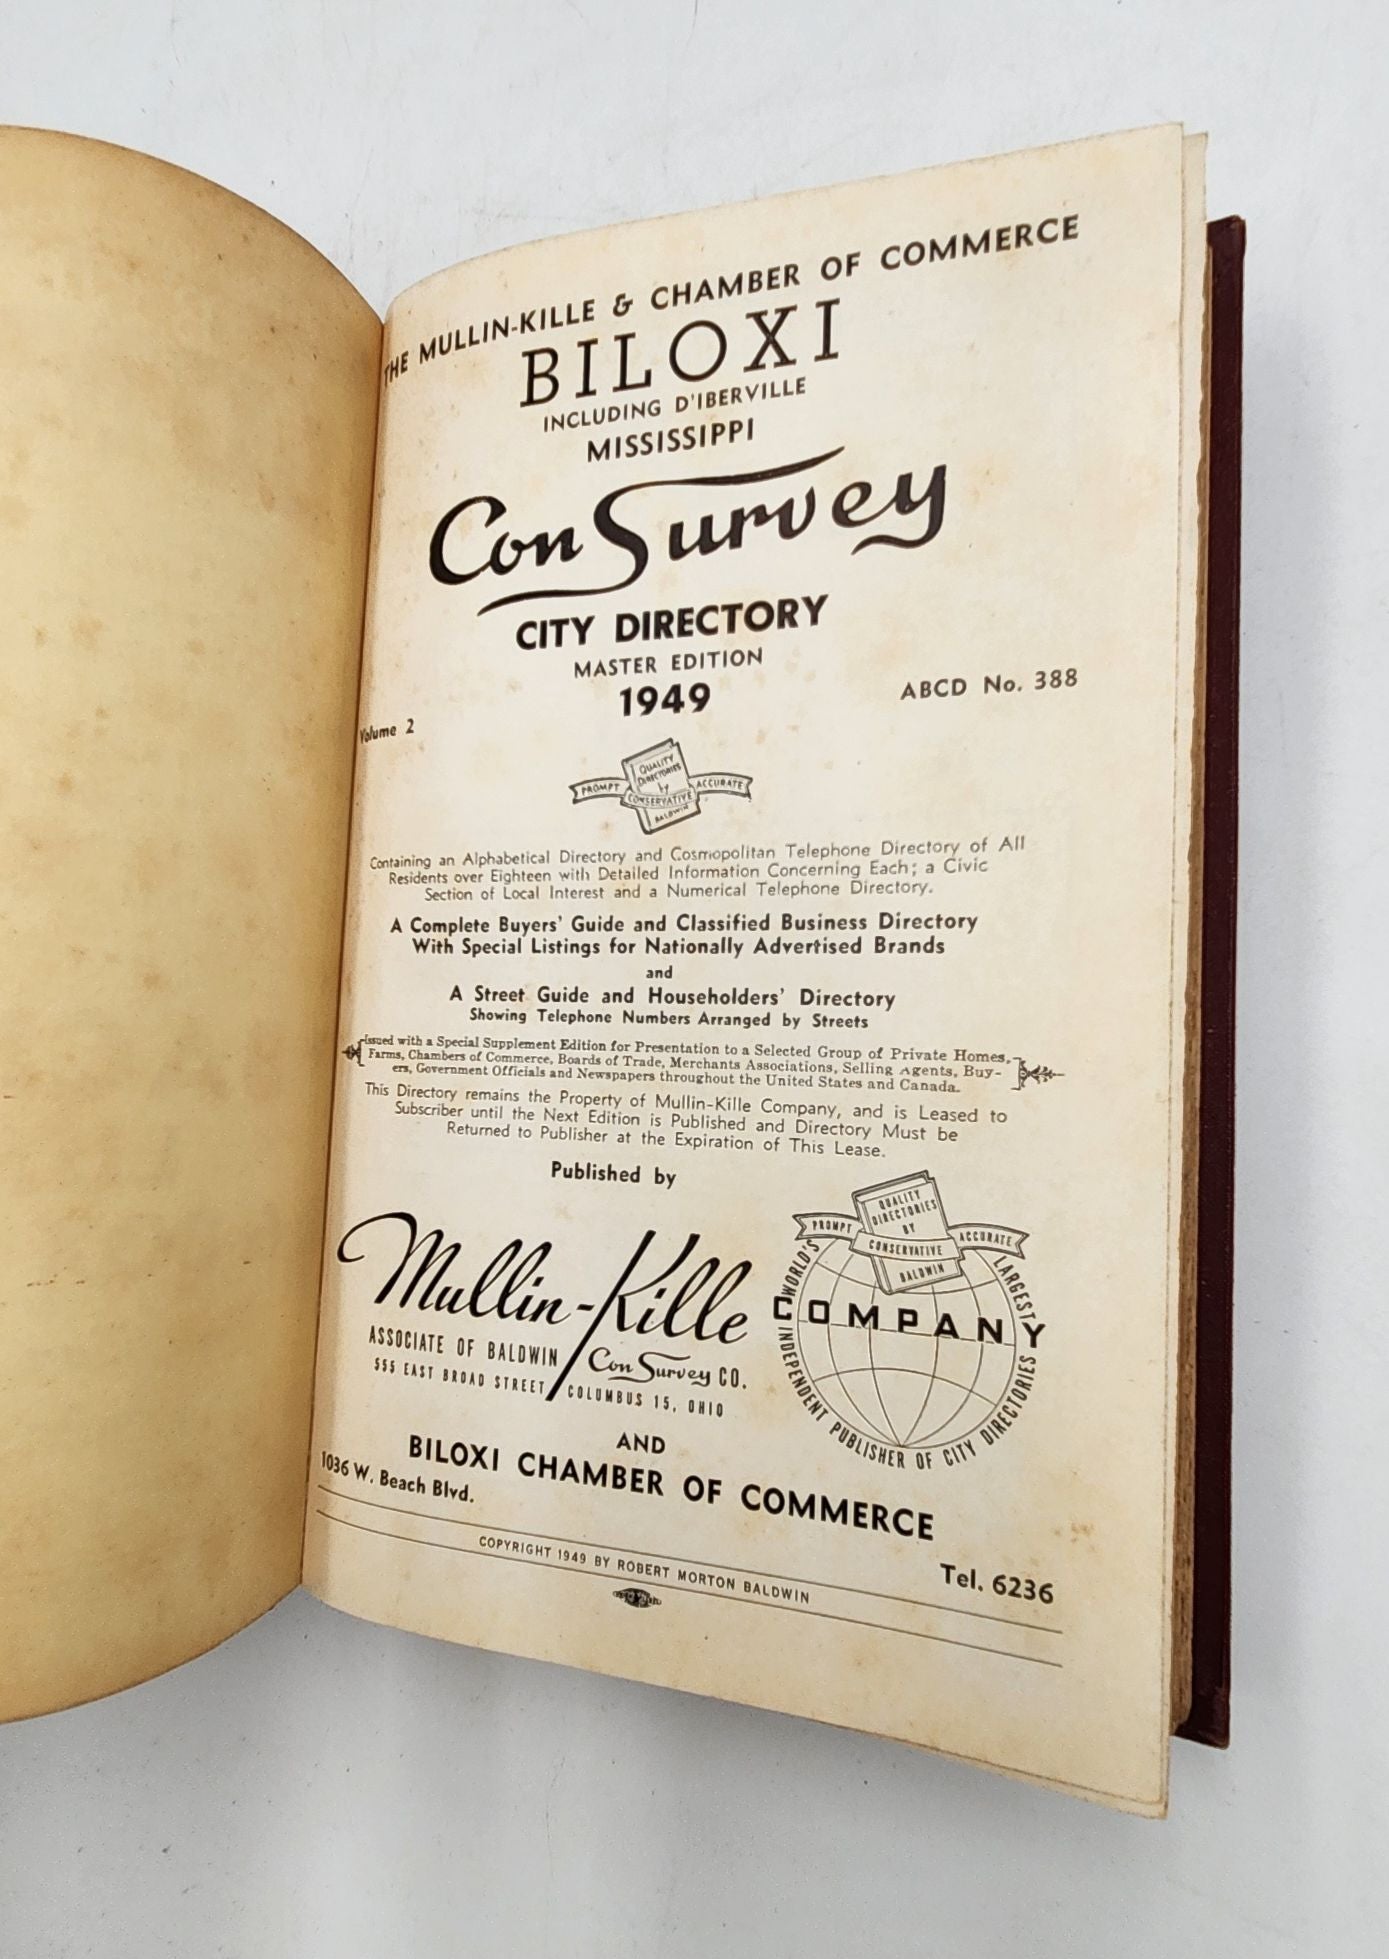 THE MULLIN-KILLE & CHAMBER OF COMMERCE
BILOXI
INCLUDING D'IBERVILLE
MISSISSIPPI
ConSurvey
CITY DIRECTORY
MASTER EDITION
1949
ABCD No. 388
Volume 2
QUALITY
DIRECTORIES
by
PROMPT
CONSERVATIVE
ACCURATE
BALDWIN
Containing an Alphabetical Directory and Cosmopolitan Telephone Directory of All
Residents over Eighteen with Detailed Information Concerning Each; a Civic
Section of Local Interest and a Numerical Telephone Directory.
A Complete Buyers' Guide and Classified Business Directory
With Special Listings for Nationally Advertised Brands
and
A Street Guide and Householders' Directory
Showing Telephone Numbers Arranged by Streets
Issued with a Special Supplement Edition for Presentation to a Selected Group of Private Homes,
Farms, Chambers of Commerce, Boards of Trade, Merchants Associations, Selling Agents, Buy-
ers, Government Officials and Newspapers throughout the United States and Canada.
This Directory remains the Property of Mullin-Kille Company, and is Leased to
Subscriber until the Next Edition is Published and Directory Must be
Returned to Publisher at the Expiration of This Lease.
Published by
Mullin-Kille
COMPANY
ASSOCIATE OF BALDWIN ConSurvey CO.
555 EAST BROAD STREET COLUMBUS 15, OHIO
QUALITY
DIRECTORIES
BY
PROMPT
CONSERVATIVE
ACCURATE
BALDWIN
WORLD'S LARGEST
INDEPENDENT PUBLISHER OF CITY DIRECTORIES
AND
BILOXI CHAMBER OF COMMERCE
1036 W. Beach Blvd.
Tel. 6236
COPYRIGHT 1949 BY ROBERT MORTON BALDWIN